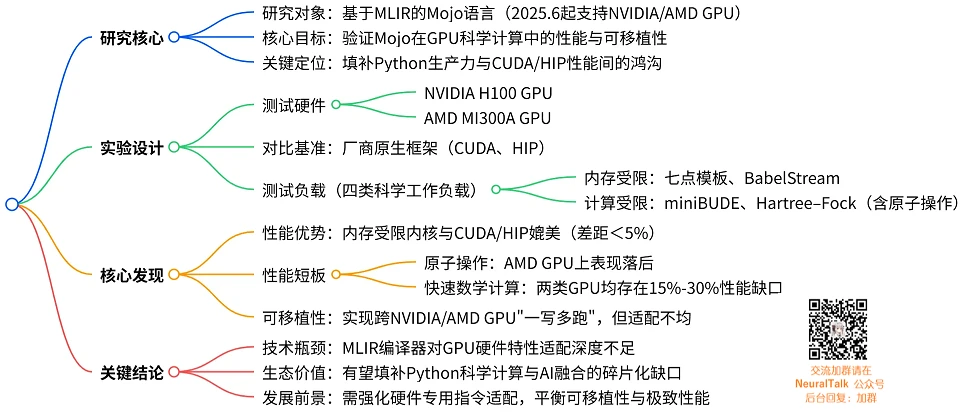 研究核心
研究对象：基于MLIR的Mojo语言（2025.6起支持NVIDIA/AMD GPU）
核心目标：验证Mojo在GPU科学计算中的性能与可移植性
关键定位：填补Python生产力与CUDA/HIP性能间的鸿沟
实验设计
测试硬件
NVIDIA H100 GPU
AMD MI300A GPU
对比基准：厂商原生框架（CUDA、HIP）
测试负载（四类科学工作负载）
内存受限：七点模板、BabelStream
计算受限：miniBUDE、Hartree–Fock（含原子操作）
核心发现
性能优势：内存受限内核与CUDA/HIP媲美（差距＜5%）
性能短板
原子操作：AMD GPU上表现落后
快速数学计算：两类GPU均存在15%-30%性能缺口
可移植性：实现跨NVIDIA/AMD GPU"一写多跑"，但适配不均
关键结论
技术瓶颈：MLIR编译器对GPU硬件特性适配深度不足
生态价值：有望填补Python科学计算与AI融合的碎片化缺口
发展前景：需强化硬件专用指令适配，平衡可移植性与极致性能
交流加群请在
NeuralTalk 公众号
后台回复：加群